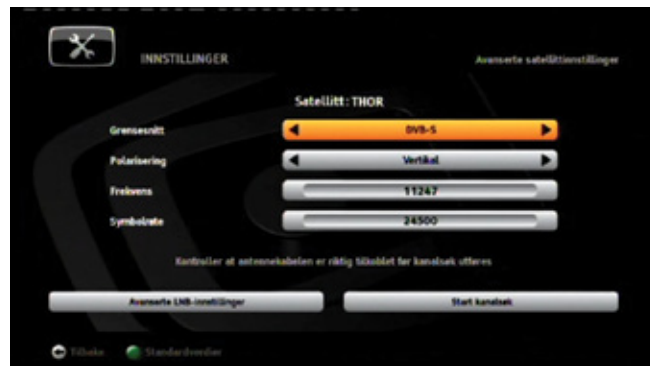 INNSTILLINGER
Avanserte satellittinnstillinger
Satellitt: THOR
Grensesnitt DVB-S
Polarisering Vertikal
Frekvens 11247
Symbolrate 24500
Kontroller at antennekabelen er riktig tilkoblet før kanalsøk utføres
Avanserte LNB-innstillinger Start kanalsøk
Tilbake Standardverdier